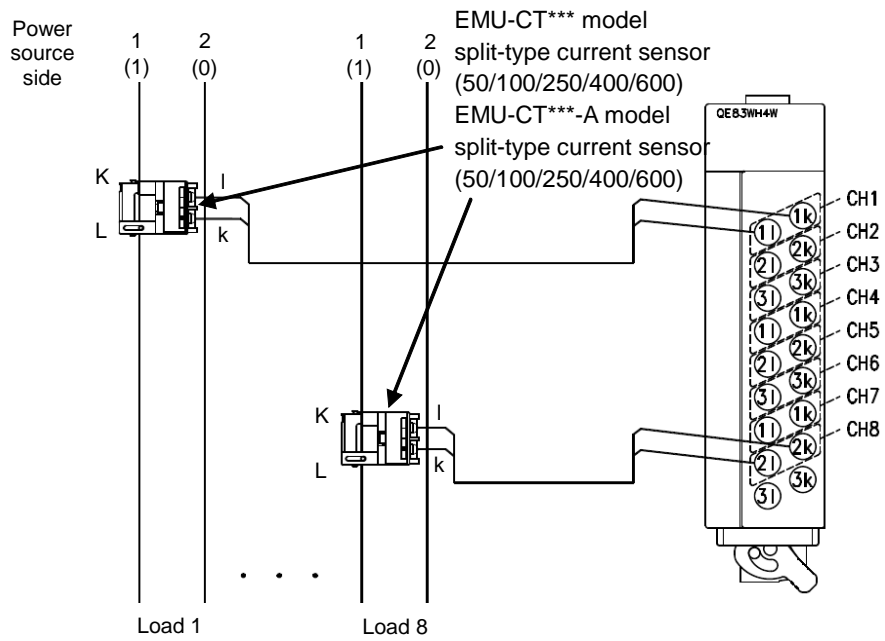 Power
source
side
1
(1)
2
(0)
1
(1)
2
(0)
EMU-CT*** model
split-type current sensor
(50/100/250/400/600)
EMU-CT***-A model
split-type current sensor
(50/100/250/400/600)
K
L
l
k
K
L
l
k
Load 1
Load 8
QE83WH4W
1k
1l
2k
2l
3k
3l
1k
1l
2k
2l
3k
3l
1k
1l
2k
2l
3k
3l
CH1
CH2
CH3
CH4
CH5
CH6
CH7
CH8